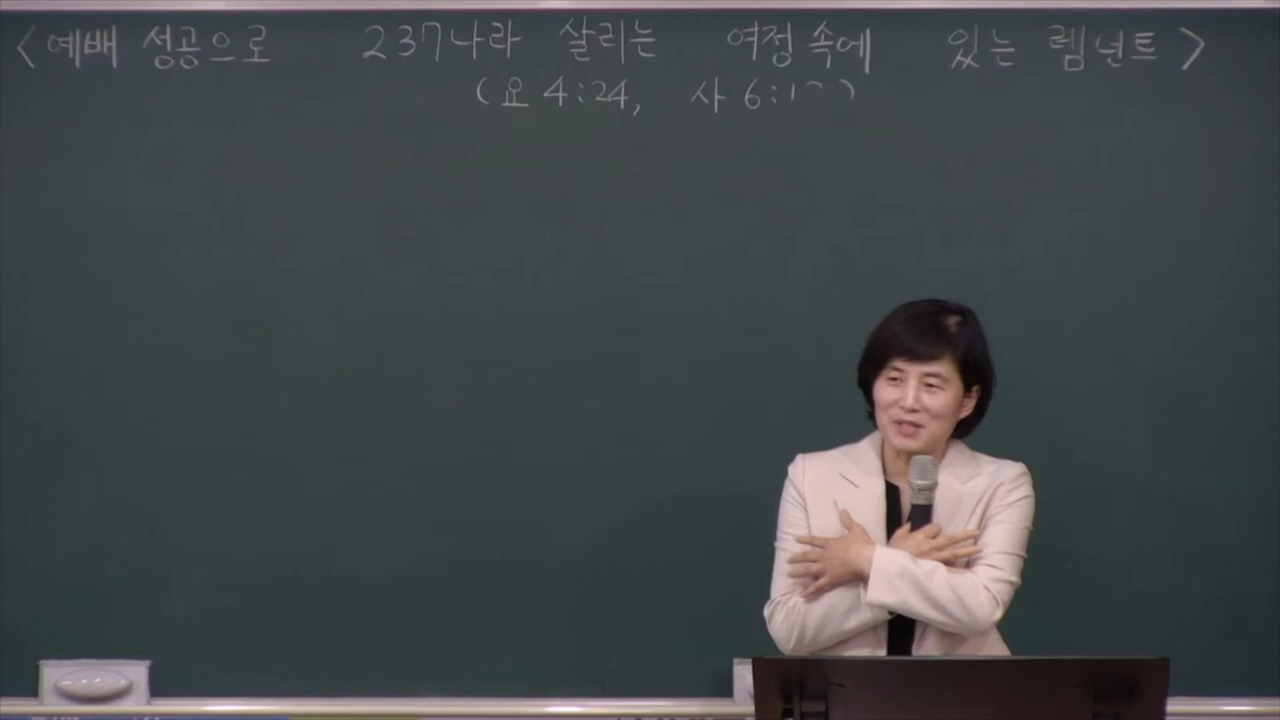 <예배 성공으로 237나라 살리는 여정 속에 있는 렘넌트>
(요 4:24, 사